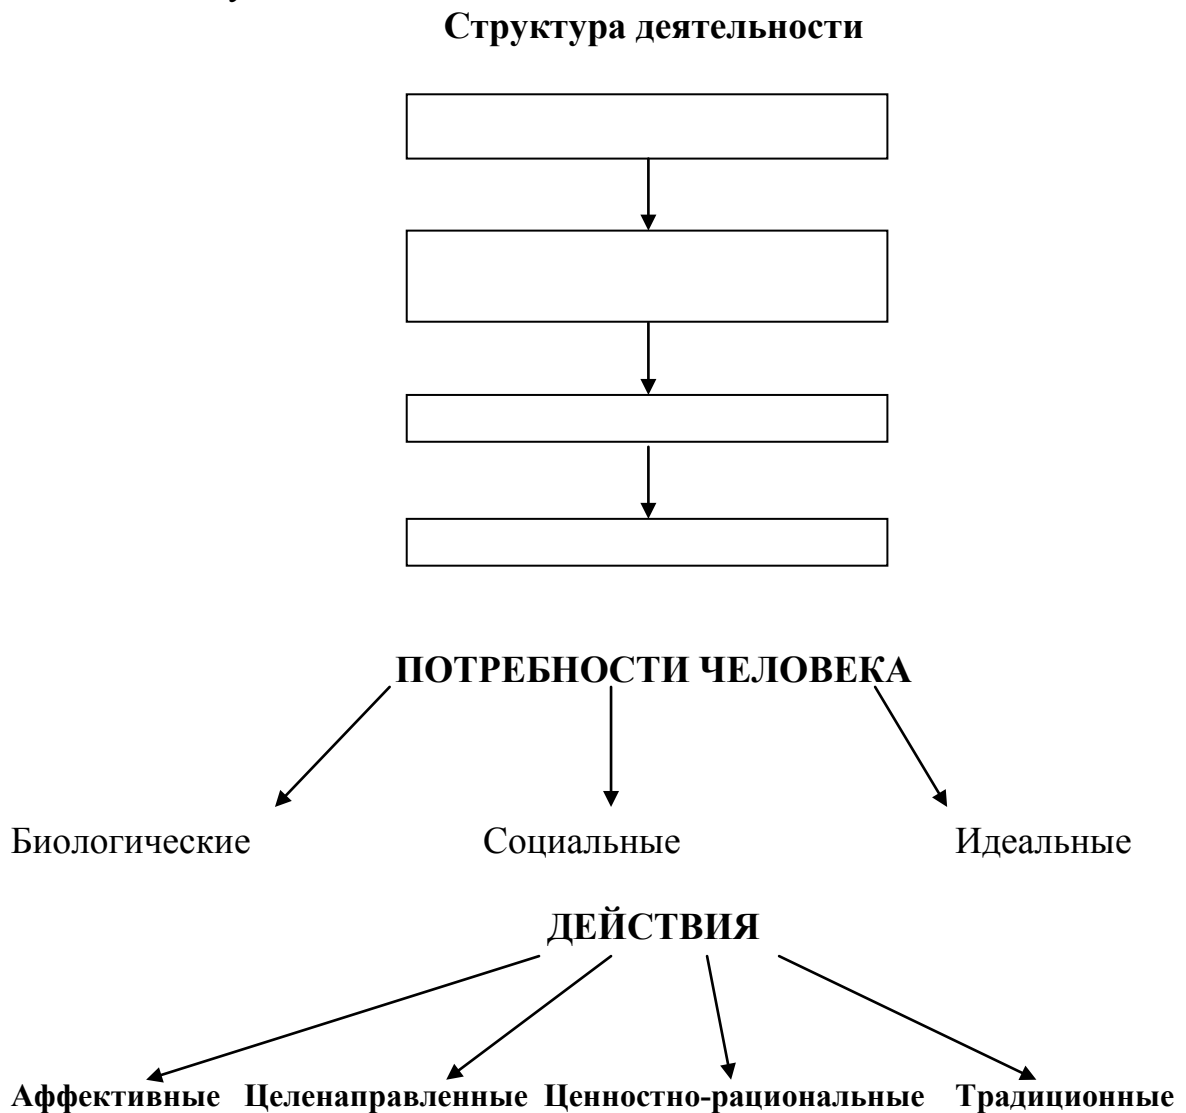 Структура деятельности
ПОТРЕБНОСТИ ЧЕЛОВЕКА
Биологические Социальные Идеальные
ДЕЙСТВИЯ
Аффективные Целенаправленные Ценностно-рациональные Традиционные